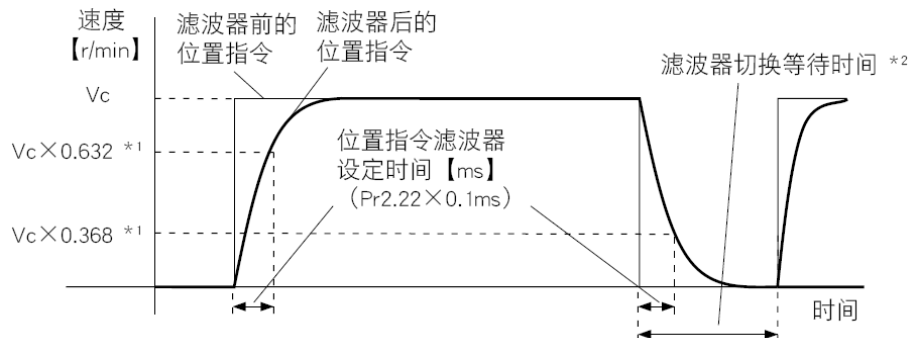 速度
【r/min】
滤波器前的
位置指令
滤波器后的
位置指令
滤波器切换等待时间 *2
Vc
Vc×0.632 *1
位置指令滤波器
设定时间【ms】
（Pr2.22×0.1ms）
Vc×0.368 *1
时间